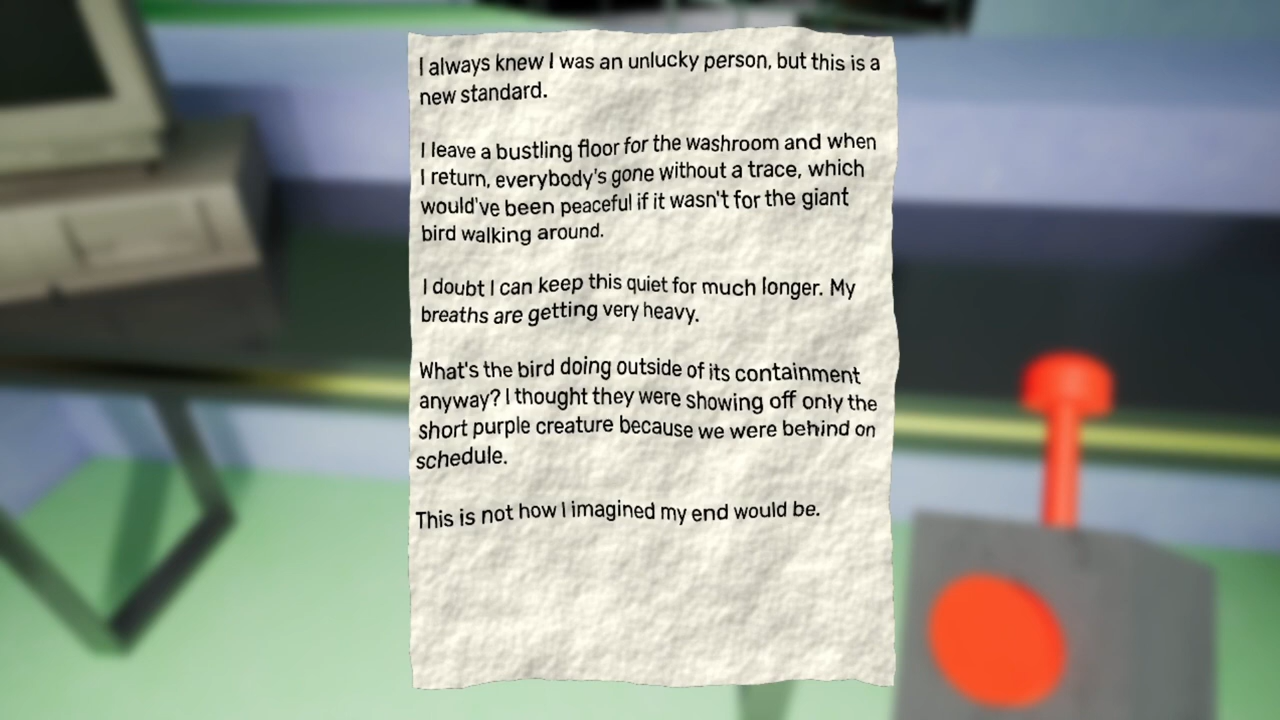 I always knew I was an unlucky person, but this is a
new standard.
I leave a bustling floor for the washroom and when
I return, everybody's gone without a trace, which
would've been peaceful if it wasn't for the giant
bird walking around.
I doubt I can keep this quiet for much longer. My
breaths are getting very heavy.
What's the bird doing outside of its containment
anyway? I thought they were showing off only the
short purple creature because we were behind on
schedule.
This is not how I imagined my end would be.